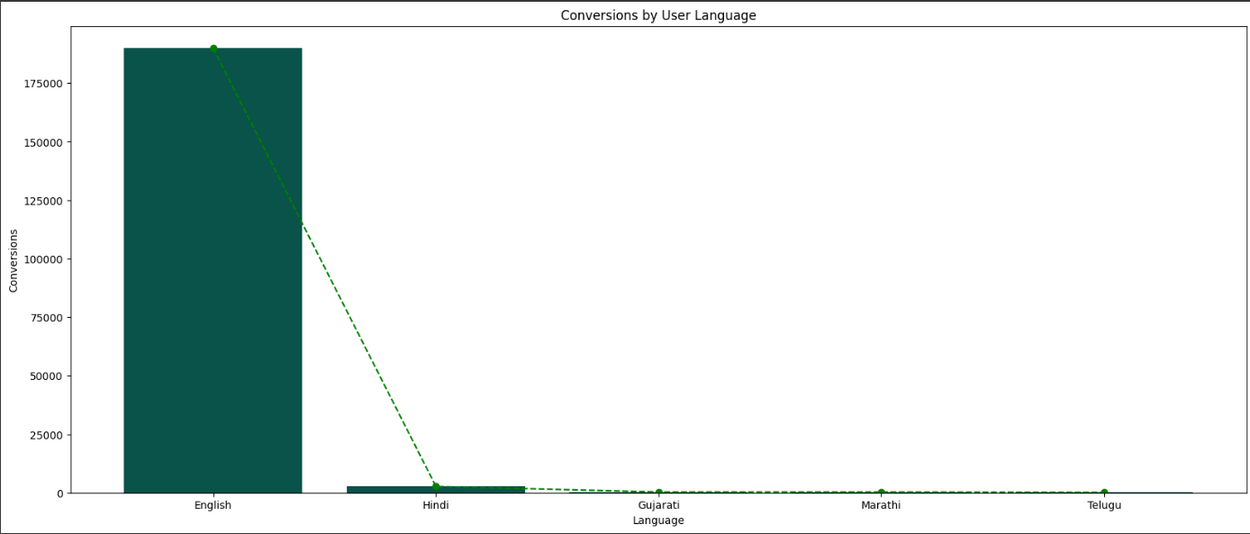 Conversions by User Language
Conversions
175000
150000
125000
100000
75000
50000
25000
0
English Hindi Gujarati Marathi Telugu
Language